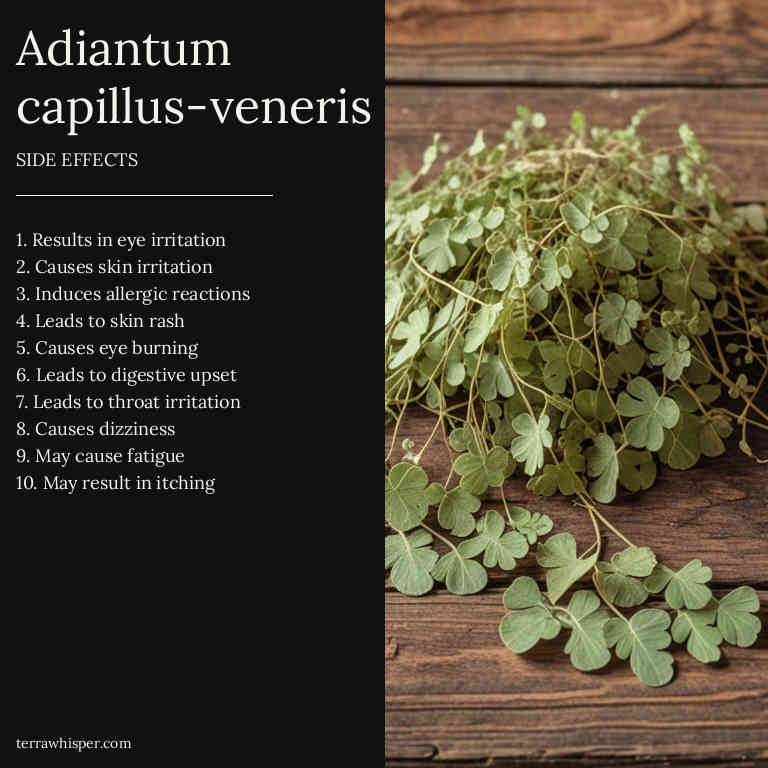 Adiantum
capillus-veneris
SIDE EFFECTS
1. Results in eye irritation
2. Causes skin irritation
3. Induces allergic reactions
4. Leads to skin rash
5. Causes eye burning
6. Leads to digestive upset
7. Leads to throat irritation
8. Causes dizziness
9. May cause fatigue
10. May result in itching
terrawhisper.com